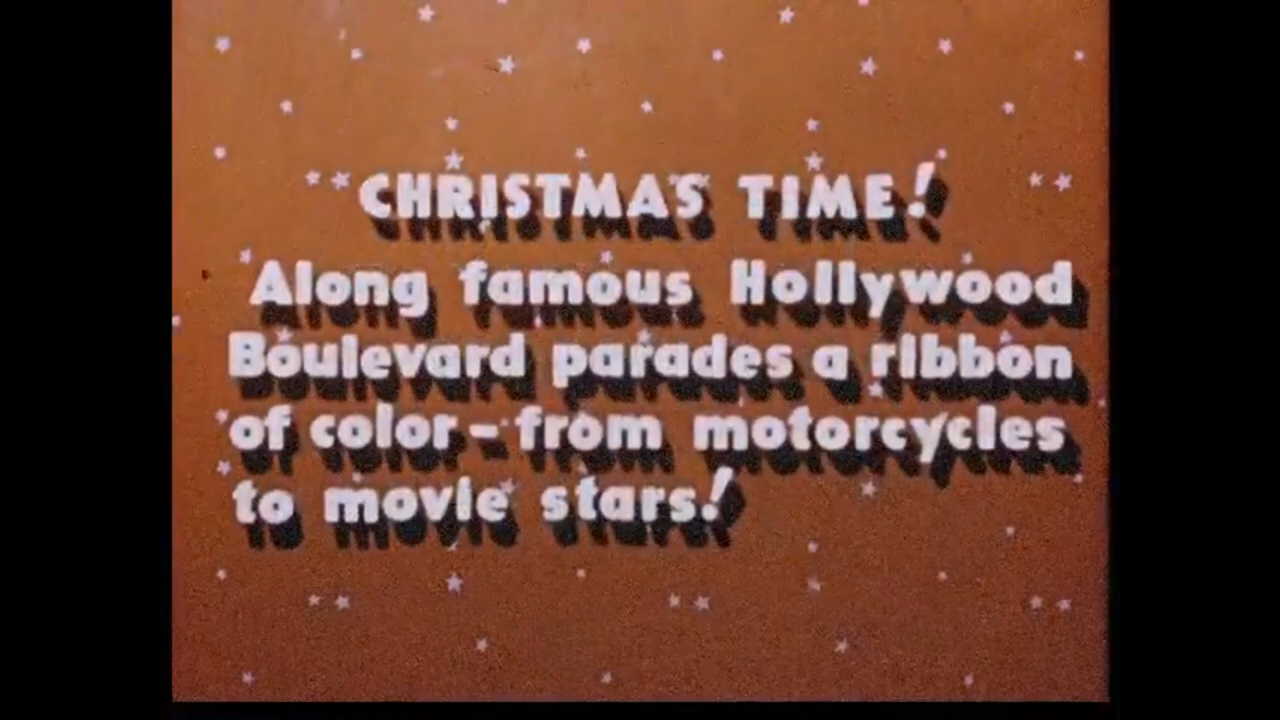 CHRISTMAS TIME!
Along famous Hollywood
Boulevard parades a ribbon
of color - from motorcycles
to movie stars!